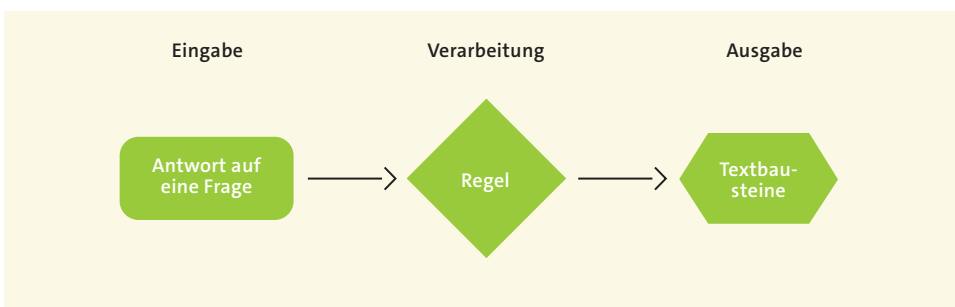 Eingabe
Verarbeitung
Ausgabe
Antwort auf
eine Frage
Regel
Textbau-
steine